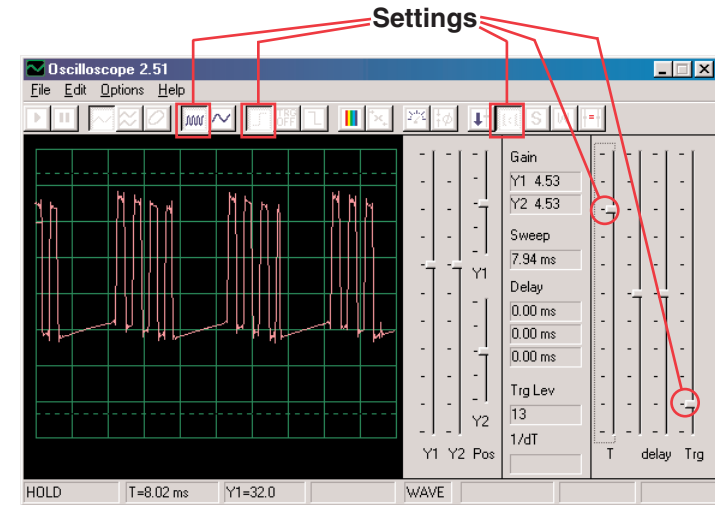 Settings
Oscilloscope 2.51
File Edit Options Help
TRG OFF
S
Gain
Y1 4.53
Y2 4.53
Sweep
7.94 ms
Delay
0.00 ms
0.00 ms
0.00 ms
Trg Lev
13
1/dT
Y1
Y2
Y1 Y2 Pos
T delay Trg
HOLD T=8.02 ms Y1=32.0 WAVE